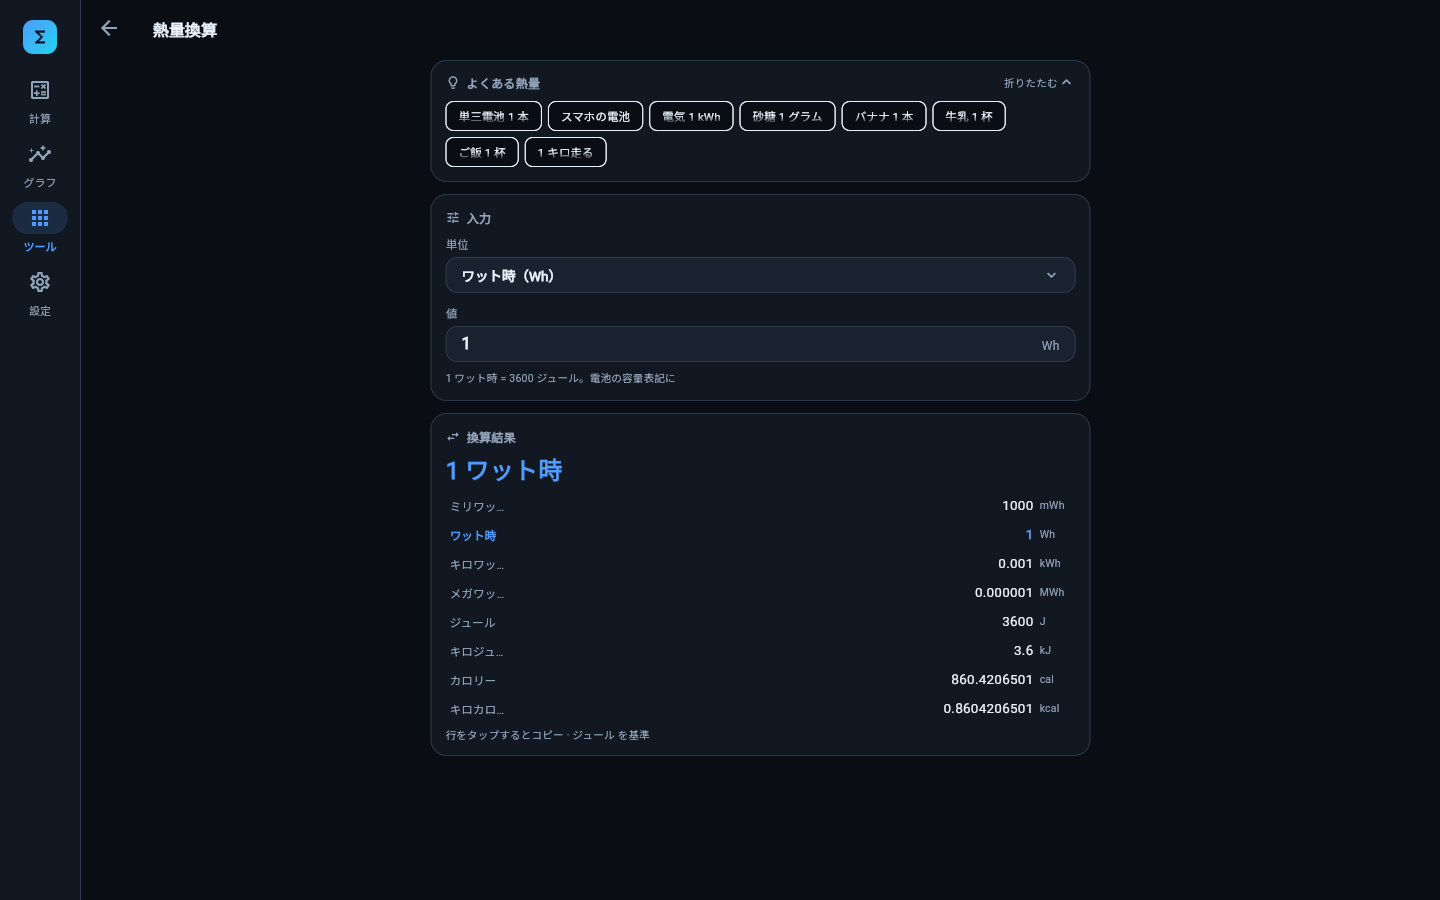 Σ
熱量換算
計算
グラフ
ツール
設定
よくある熱量
折りたたむ
単三電池 1 本
スマホの電池
電気 1 kWh
砂糖 1 グラム
バナナ 1 本
牛乳 1 杯
ご飯 1 杯
1 キロ走る
入力
単位
ワット時（Wh）
値
1
Wh
1 ワット時 = 3600 ジュール。電池の容量表記に
換算結果
1 ワット時
ミリワッ… 1000 mWh
ワット時 1 Wh
キロワッ… 0.001 kWh
メガワッ… 0.000001 MWh
ジュール 3600 J
キロジュ… 3.6 kJ
カロリー 860.4206501 cal
キロカロ… 0.8604206501 kcal
行をタップするとコピー · ジュール を基準